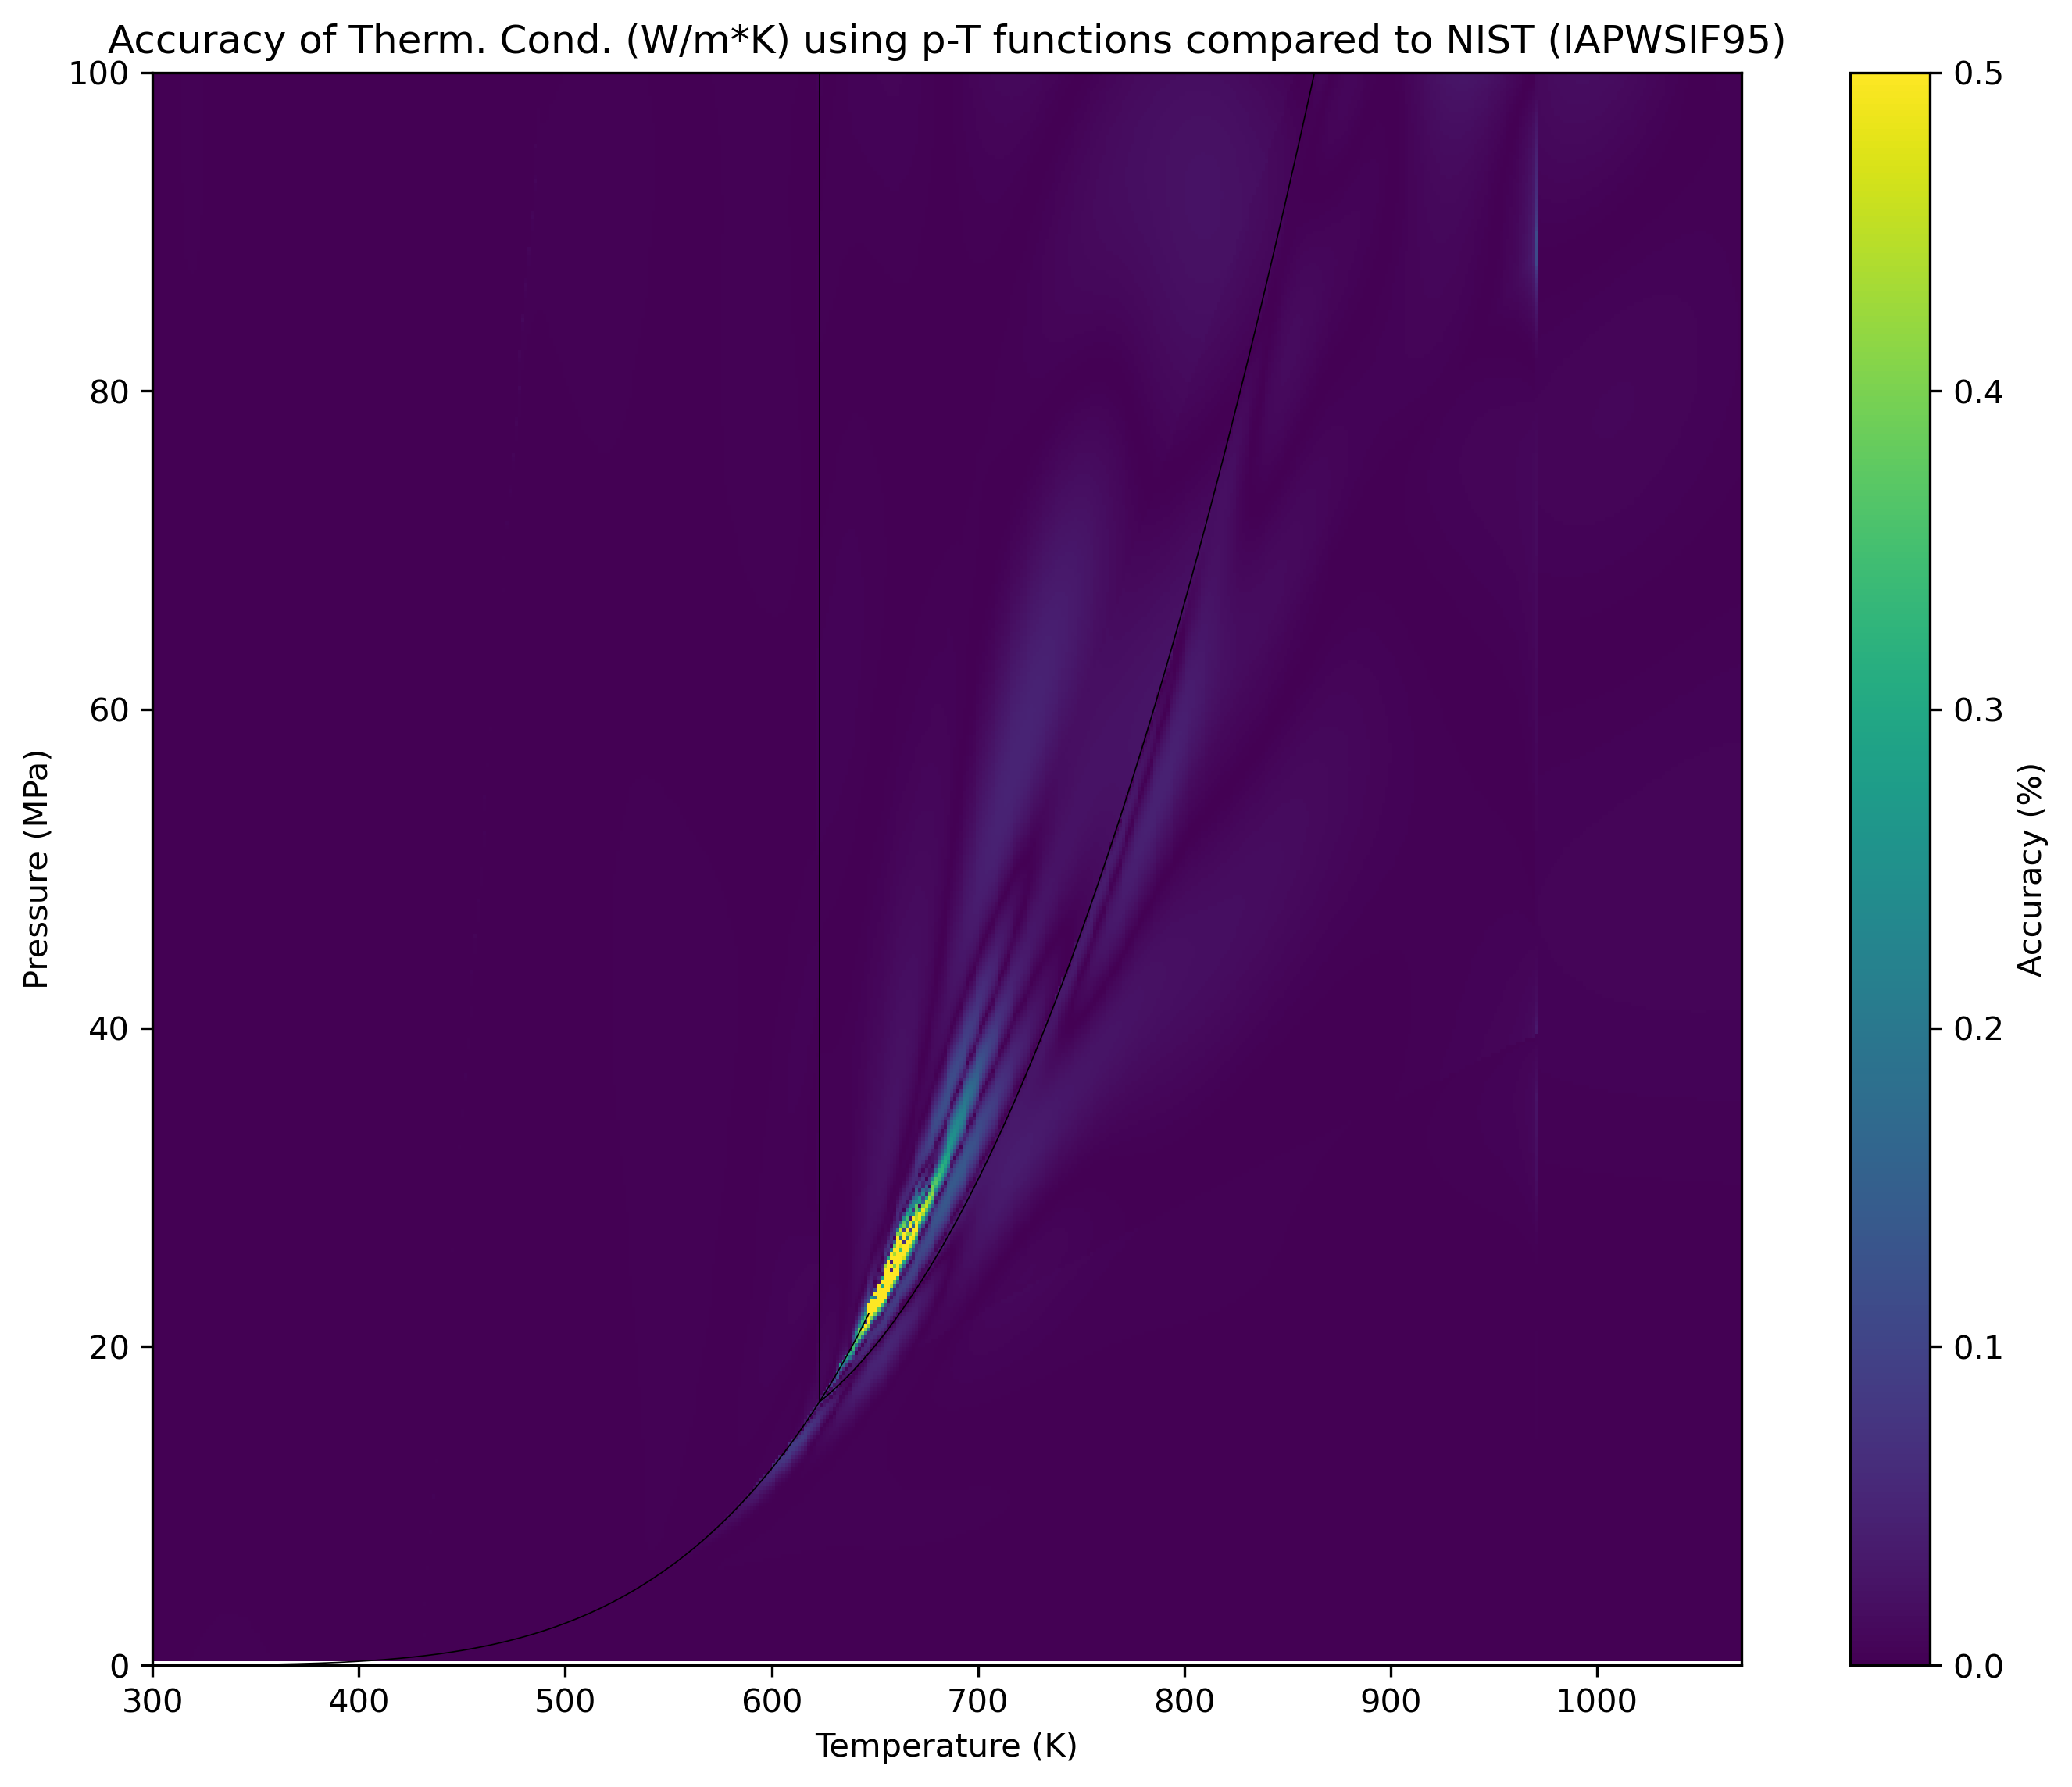 Accuracy of Therm. Cond. (W/m*K) using p-T functions compared to NIST (IAPWSIF95)
100
80
60
40
20
0
Pressure (MPa)
300 400 500 600 700 800 900 1000
Temperature (K)
0.5
0.4
0.3
0.2
0.1
0.0
Accuracy (%)